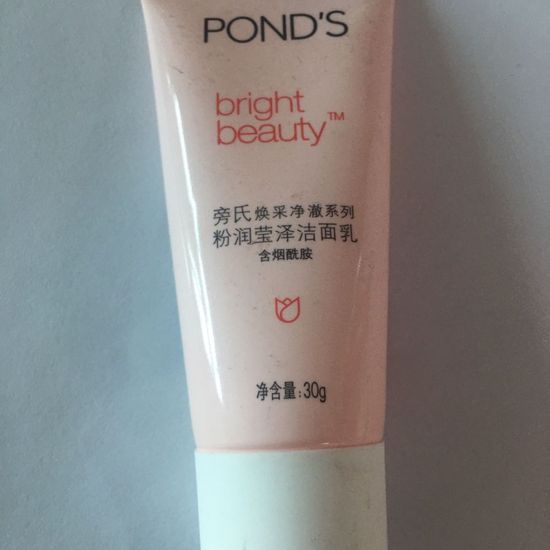 POND'S
bright
beauty™
旁氏焕采净澈系列
粉润莹泽洁面乳
含烟酰胺
净含量:30g